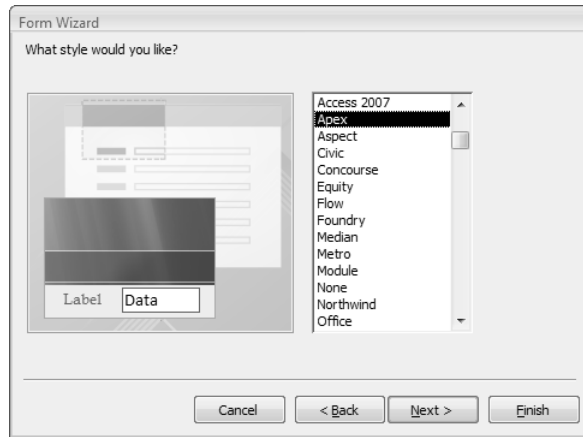 Form Wizard
What style would you like?
Access 2007
Apex
Aspect
Civic
Concourse
Equity
Flow
Foundry
Median
Metro
Module
None
Northwind
Office
Label Data
Cancel < Back Next > Finish